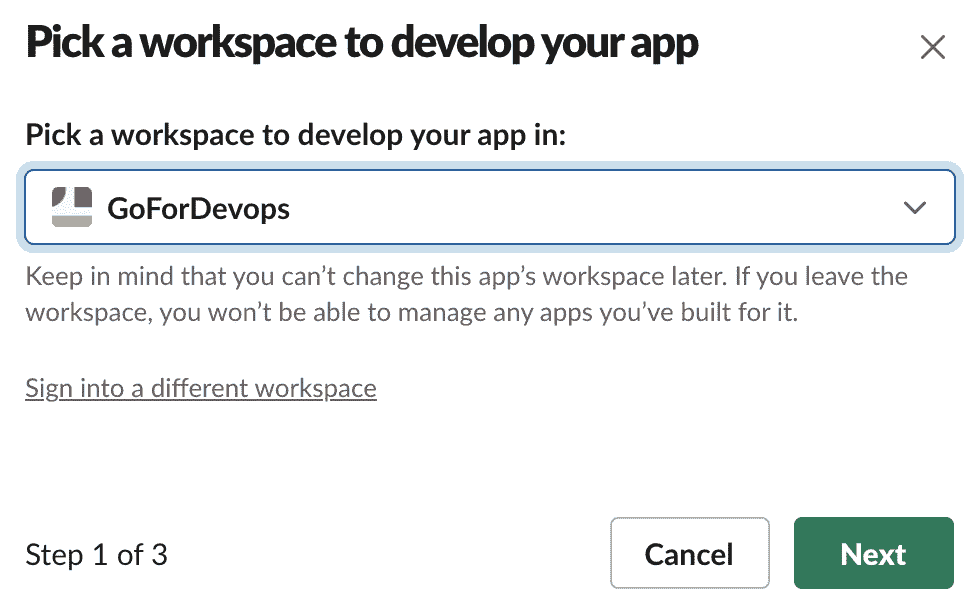 Pick a workspace to develop your app
Pick a workspace to develop your app in:
GoForDevops
Keep in mind that you can’t change this app’s workspace later. If you leave the
workspace, you won’t be able to manage any apps you’ve built for it.
Sign into a different workspace
Step 1 of 3
Cancel
Next